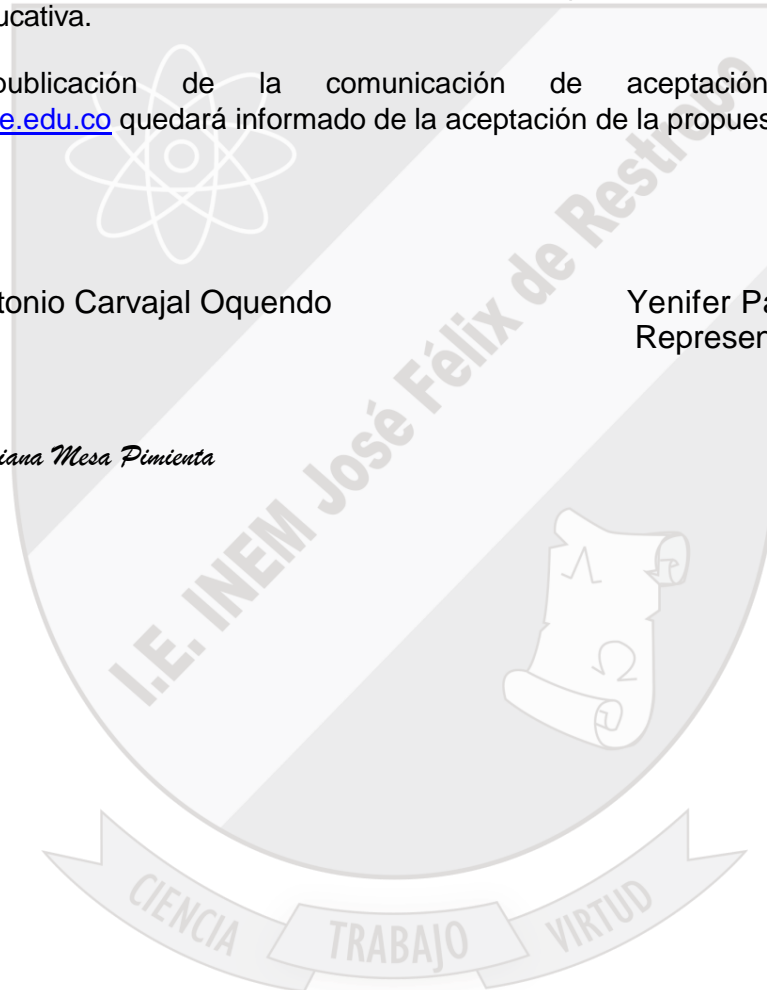 ucativa.
publicación de la comunicación de aceptación
e.edu.co quedará informado de la aceptación de la propues
tonio Carvajal Oquendo Yenifer Pa
Represen
iana Mesa Pimienta
I.E. INEM José Félix de Restrepo
CIENCIA TRABAJO VIRTUD
Λ
Ω